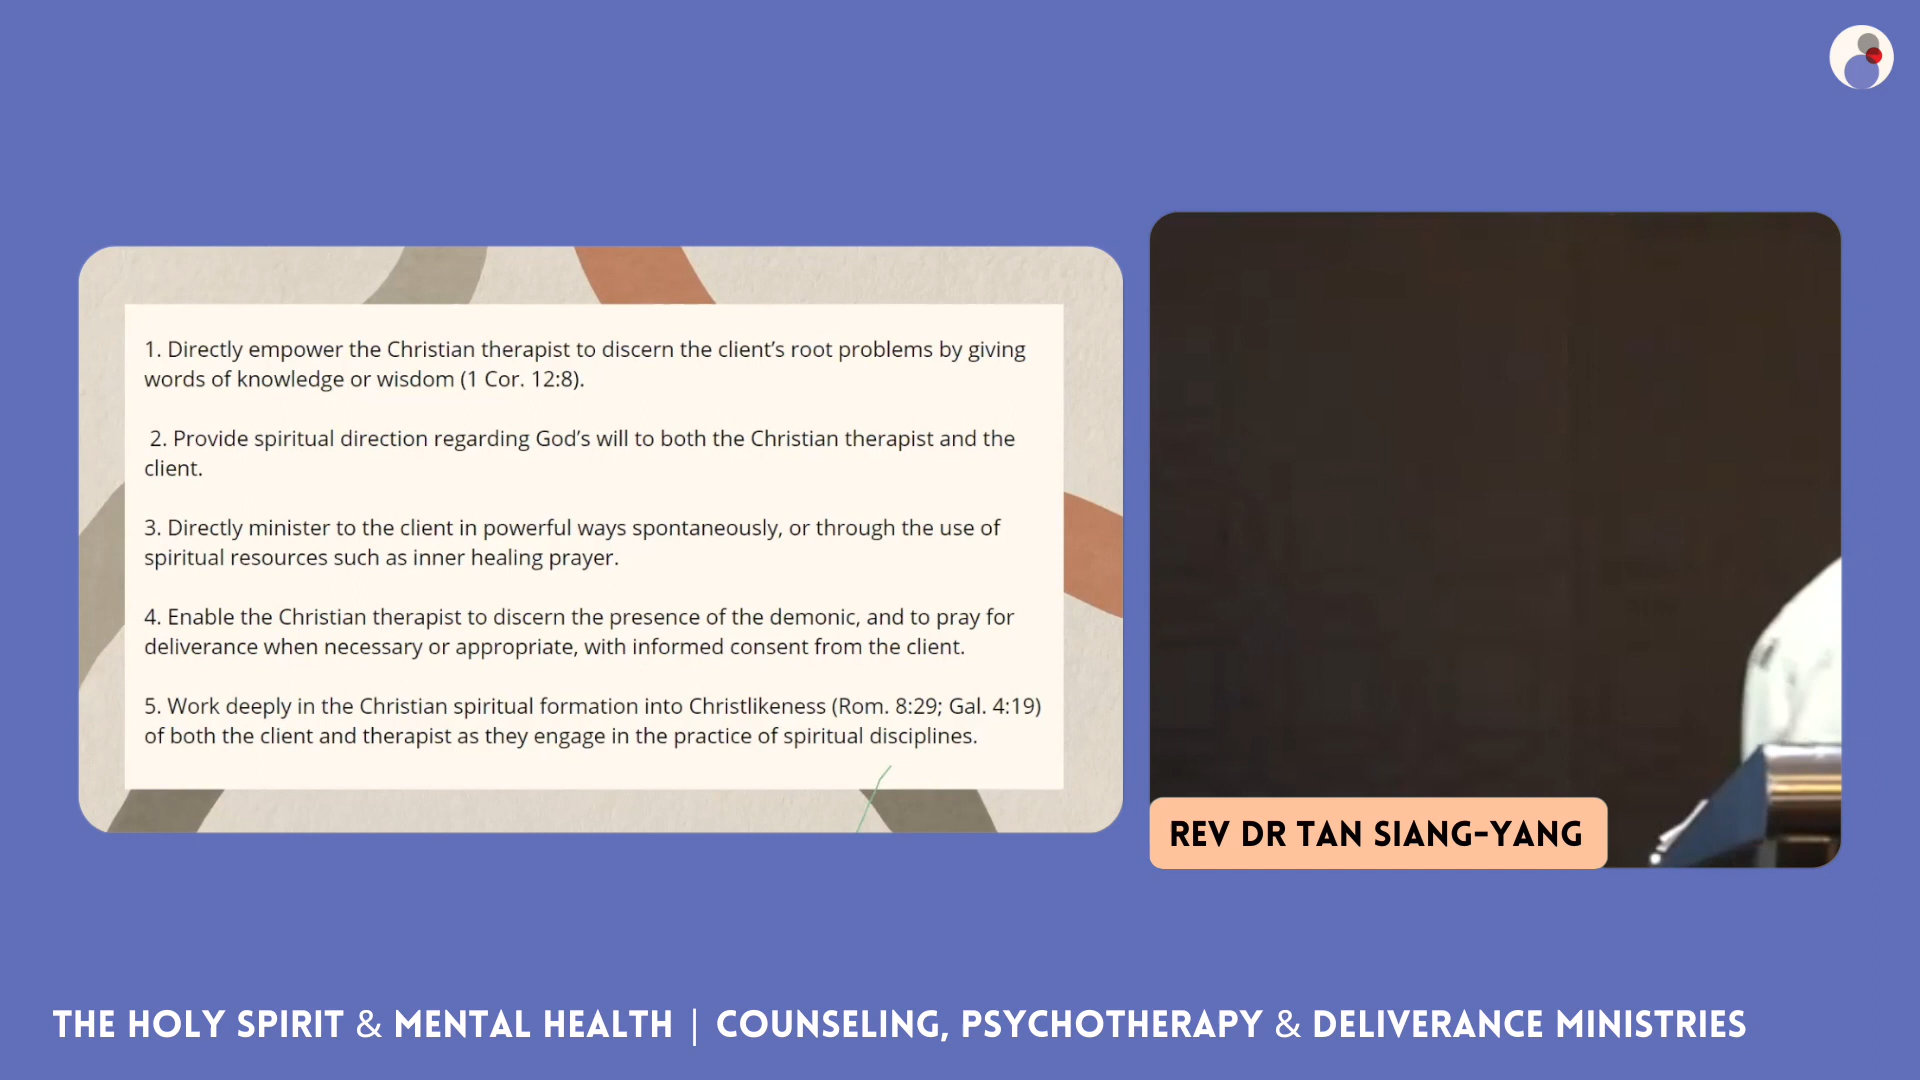 1. Directly empower the Christian therapist to discern the client’s root problems by giving
words of knowledge or wisdom (1 Cor. 12:8).
2. Provide spiritual direction regarding God’s will to both the Christian therapist and the
client.
3. Directly minister to the client in powerful ways spontaneously, or through the use of
spiritual resources such as inner healing prayer.
4. Enable the Christian therapist to discern the presence of the demonic, and to pray for
deliverance when necessary or appropriate, with informed consent from the client.
5. Work deeply in the Christian spiritual formation into Christlikeness (Rom. 8:29; Gal. 4:19)
of both the client and therapist as they engage in the practice of spiritual disciplines.
REV DR TAN SIANG-YANG
THE HOLY SPIRIT & MENTAL HEALTH | COUNSELING, PSYCHOTHERAPY & DELIVERANCE MINISTRIES